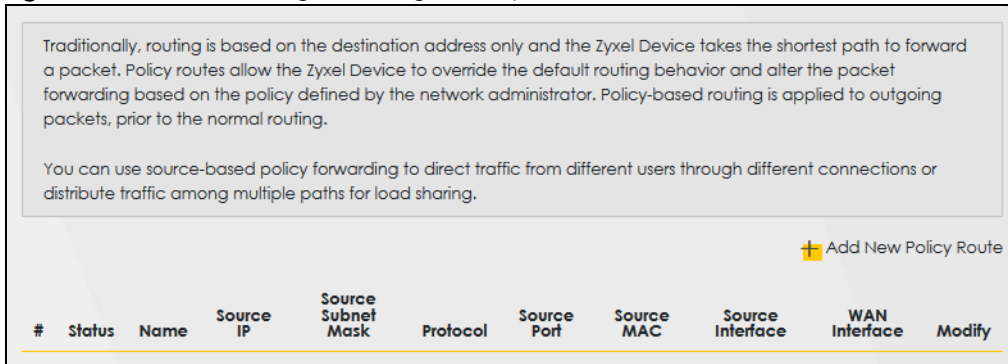 Traditionally, routing is based on the destination address only and the Zyxel Device takes the shortest path to forward
a packet. Policy routes allow the Zyxel Device to override the default routing behavior and alter the packet
forwarding based on the policy defined by the network administrator. Policy-based routing is applied to outgoing
packets, prior to the normal routing.
You can use source-based policy forwarding to direct traffic from different users through different connections or
distribute traffic among multiple paths for load sharing.
+ Add New Policy Route
# Status Name Source IP Source Subnet Mask Protocol Source Port Source MAC Source Interface WAN Interface Modify